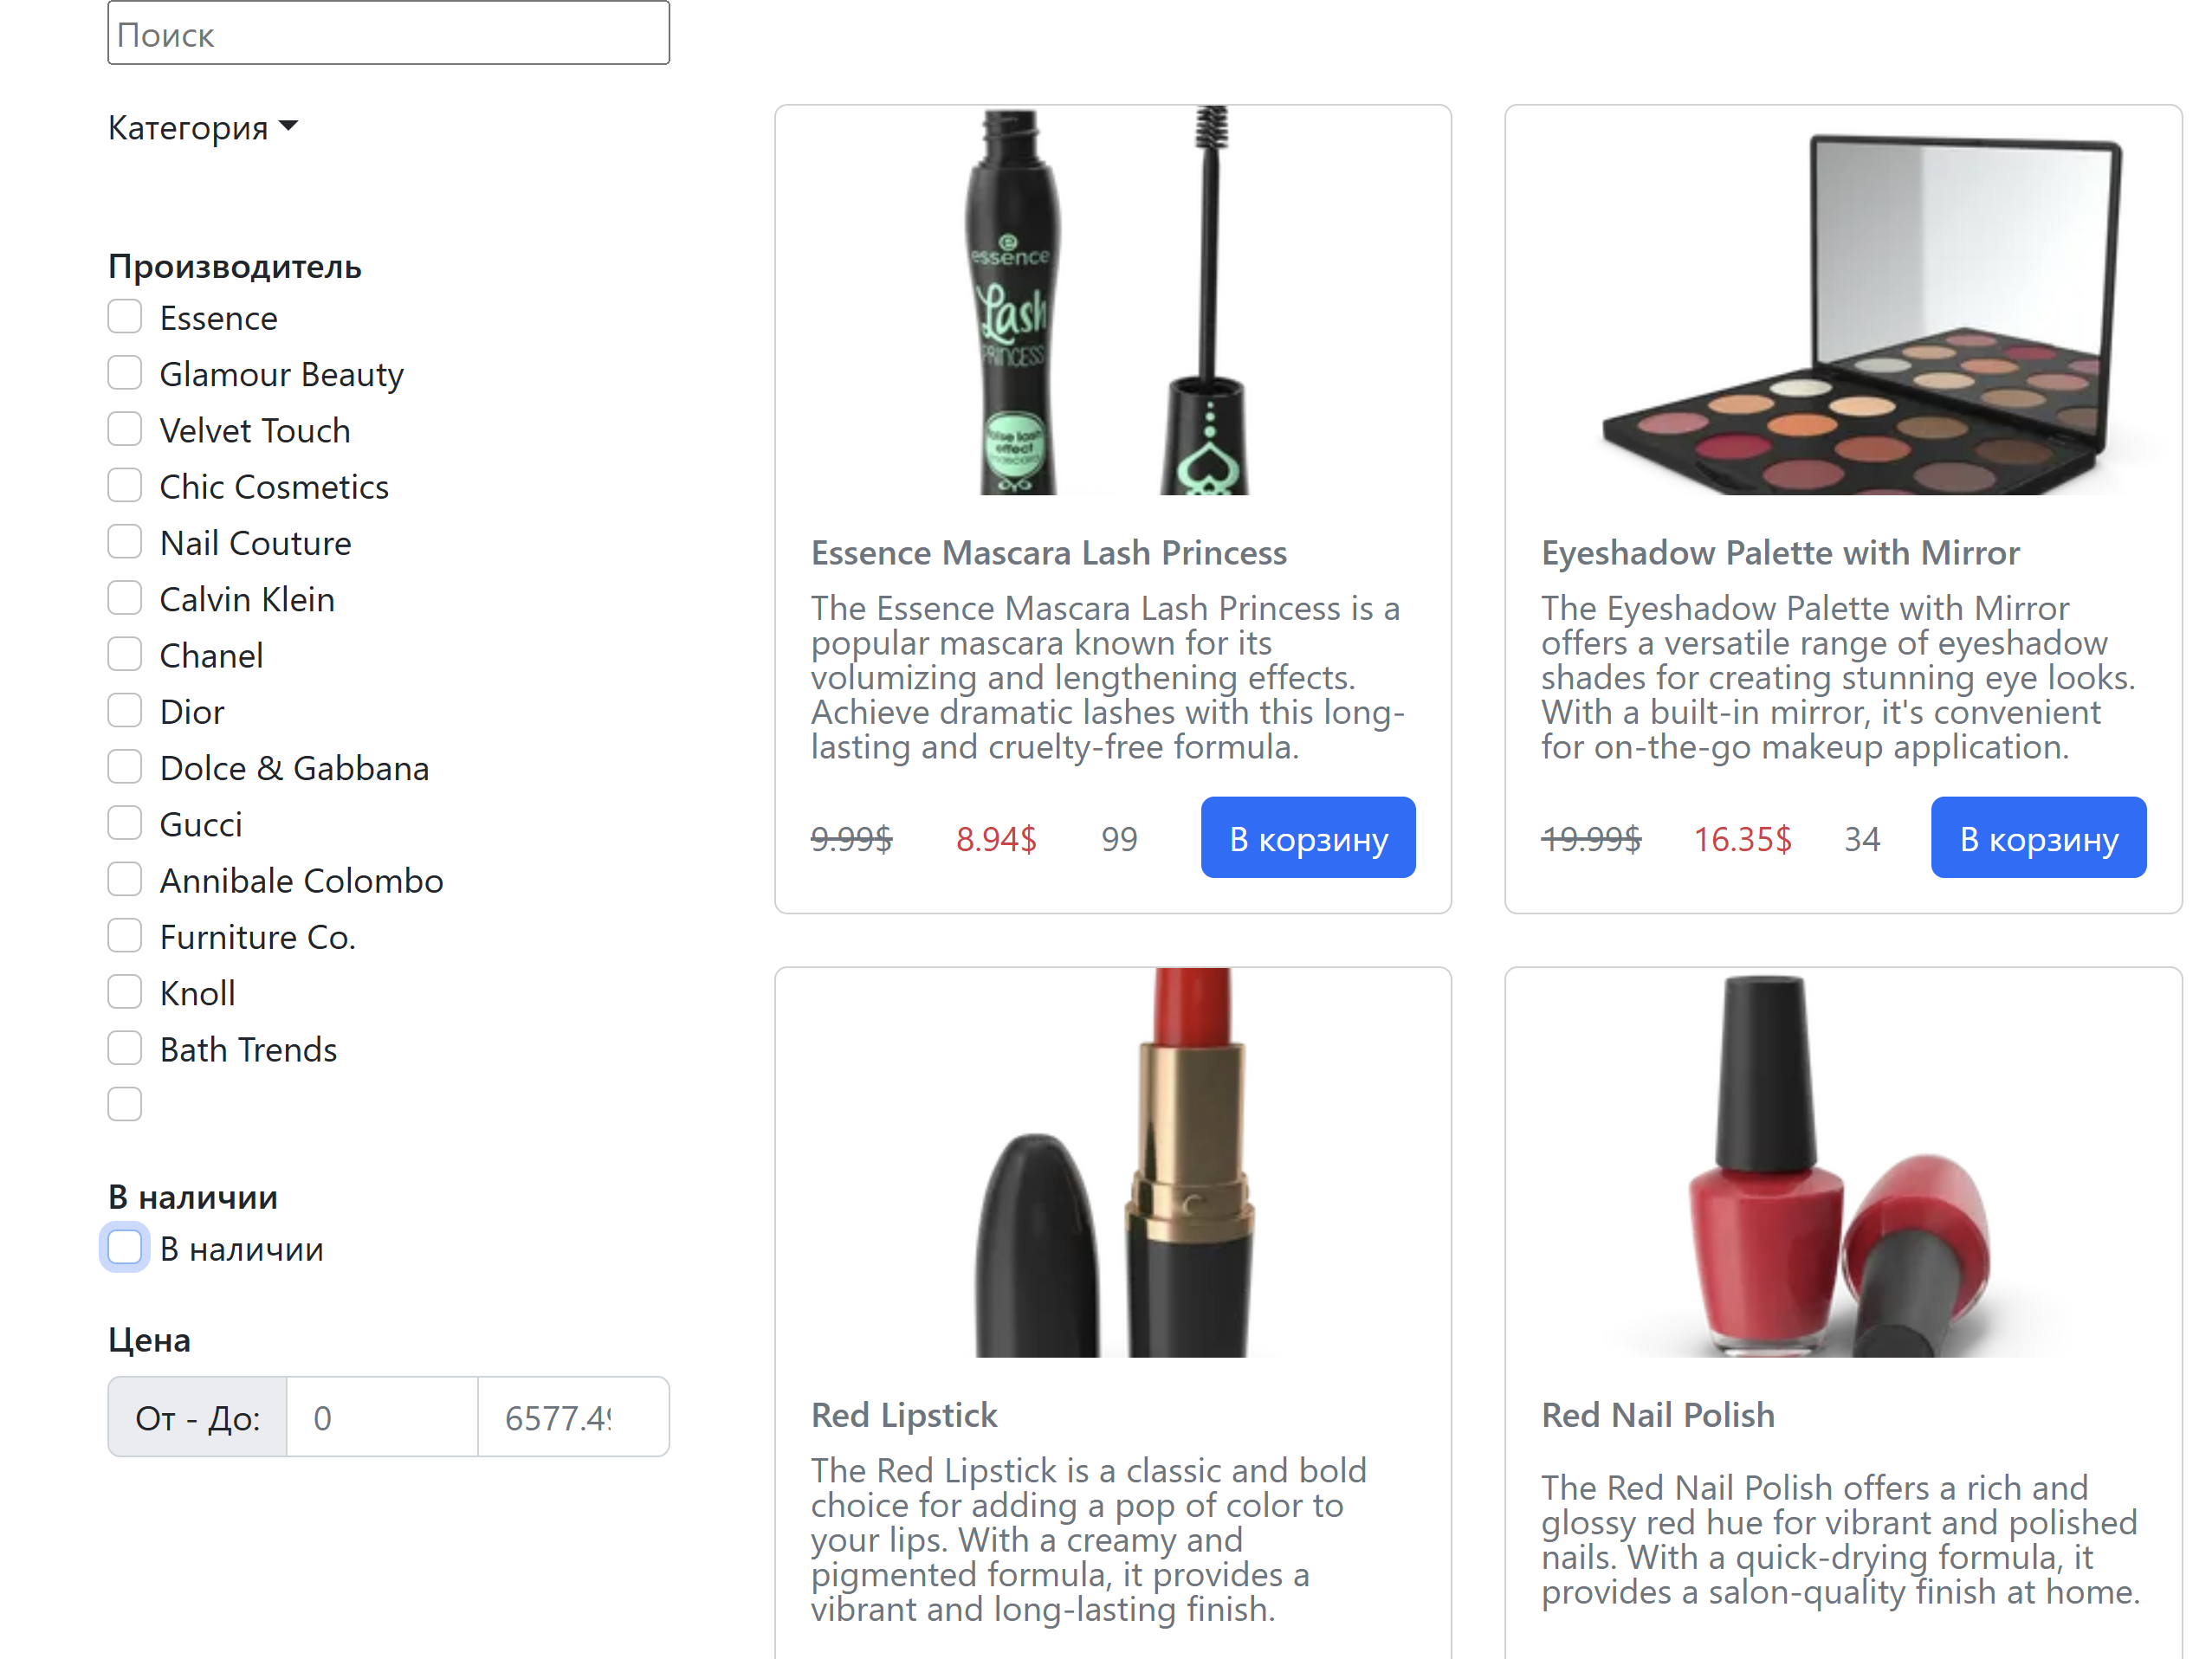 Поиск
Категория
Производитель
Essence
Glamour Beauty
Velvet Touch
Chic Cosmetics
Nail Couture
Calvin Klein
Chanel
Dior
Dolce & Gabbana
Gucci
Annibale Colombo
Furniture Co.
Knoll
Bath Trends
В наличии
В наличии
Цена
От - До:
0
6577.49
essence
Lash
PRINCESS
false lash
effect
mascara
Essence Mascara Lash Princess
The Essence Mascara Lash Princess is a
popular mascara known for its
volumizing and lengthening effects.
Achieve dramatic lashes with this long-
lasting and cruelty-free formula.
9.99$ 8.94$ 99 В корзину
Eyeshadow Palette with Mirror
The Eyeshadow Palette with Mirror
offers a versatile range of eyeshadow
shades for creating stunning eye looks.
With a built-in mirror, it's convenient
for on-the-go makeup application.
19.99$ 16.35$ 34 В корзину
Red Lipstick
The Red Lipstick is a classic and bold
choice for adding a pop of color to
your lips. With a creamy and
pigmented formula, it provides a
vibrant and long-lasting finish.
Red Nail Polish
The Red Nail Polish offers a rich and
glossy red hue for vibrant and polished
nails. With a quick-drying formula, it
provides a salon-quality finish at home.